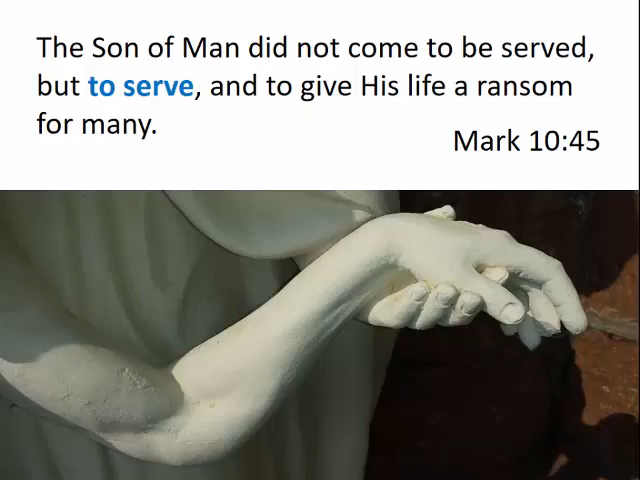 The Son of Man did not come to be served,
but to serve, and to give His life a ransom
for many.
Mark 10:45